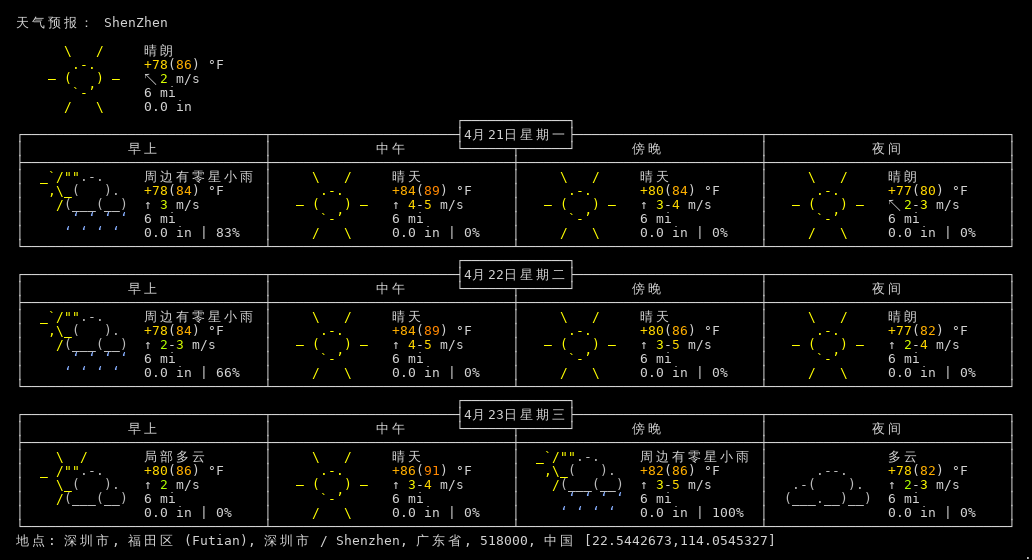 天气预报： ShenZhen
晴朗
+78(86) °F
↖ 2 m/s
6 mi
0.0 in
4月21日星期一
早上 中午 傍晚 夜间
周边有零星小雨 晴天 晴天 晴朗
+78(84) °F +84(89) °F +80(84) °F +77(80) °F
↑ 3 m/s ↑ 4-5 m/s ↑ 3-4 m/s ↖ 2-3 m/s
6 mi 6 mi 6 mi 6 mi
0.0 in | 83% 0.0 in | 0% 0.0 in | 0% 0.0 in | 0%
4月22日星期二
早上 中午 傍晚 夜间
周边有零星小雨 晴天 晴天 晴朗
+78(84) °F +84(89) °F +80(86) °F +77(82) °F
↑ 2-3 m/s ↑ 4-5 m/s ↑ 3-5 m/s ↑ 2-4 m/s
6 mi 6 mi 6 mi 6 mi
0.0 in | 66% 0.0 in | 0% 0.0 in | 0% 0.0 in | 0%
4月23日星期三
早上 中午 傍晚 夜间
局部多云 晴天 周边有零星小雨 多云
+80(86) °F +86(91) °F +82(86) °F +78(82) °F
↑ 2 m/s ↑ 3-4 m/s ↑ 3-5 m/s ↑ 2-3 m/s
6 mi 6 mi 6 mi 6 mi
0.0 in | 0% 0.0 in | 0% 0.0 in | 100% 0.0 in | 0%
地点: 深圳市, 福田区 (Futian), 深圳市 / Shenzhen, 广东省, 518000, 中国 [22.5442673,114.0545327]